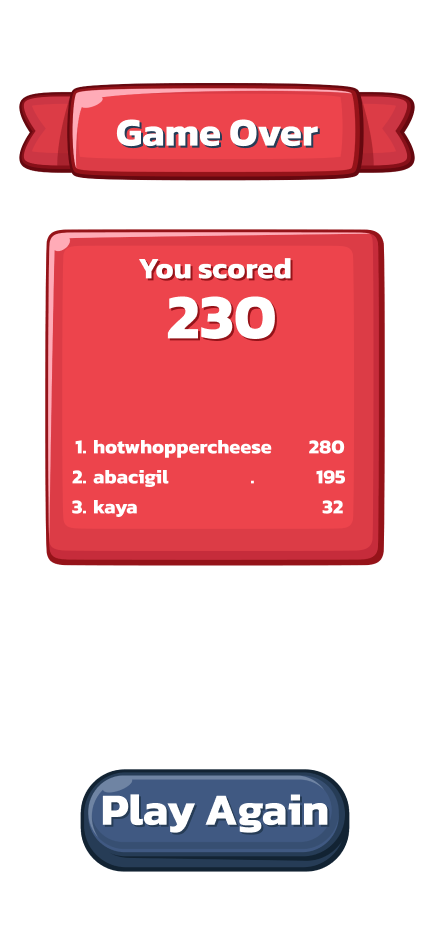 Game Over
You scored
230
1. hotwhoppercheese 280
2. abacigil . 195
3. kaya 32
Play Again